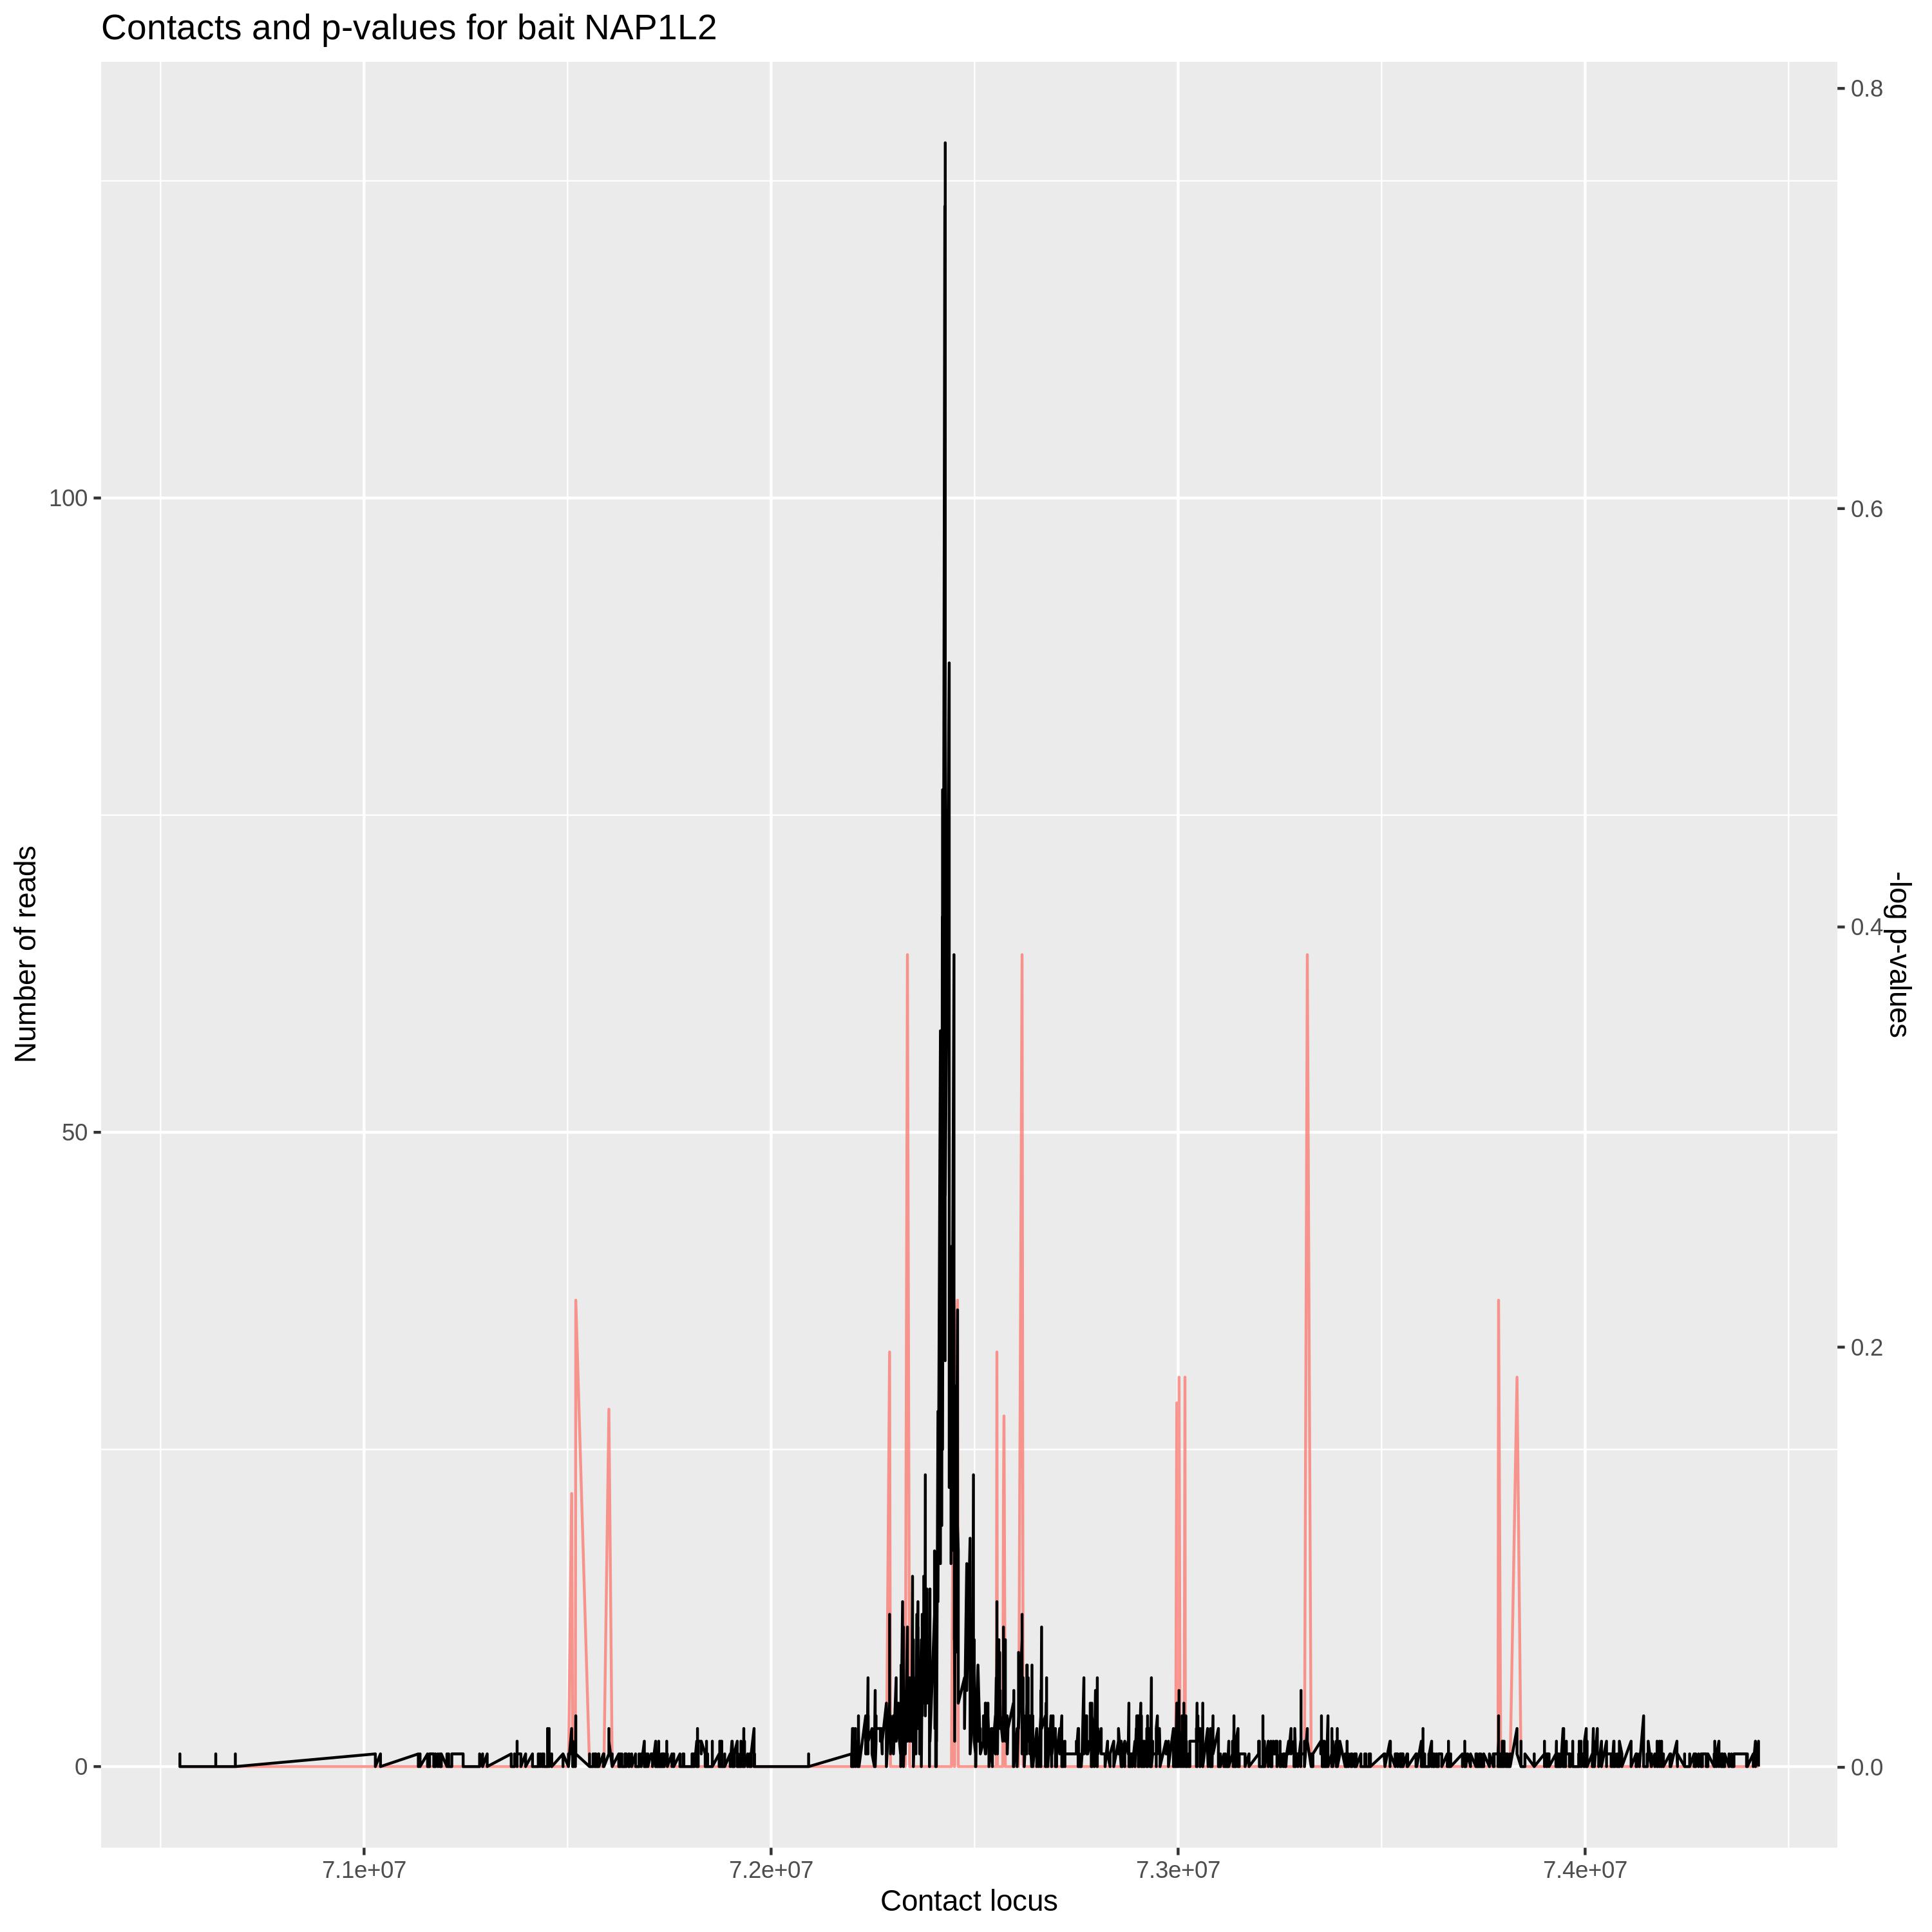 Contacts and p-values for bait NAP1L2
Number of reads
100
50
0
0.8
0.6
0.4
0.2
0.0
-log p-values
7.1e+07 7.2e+07 7.3e+07 7.4e+07
Contact locus